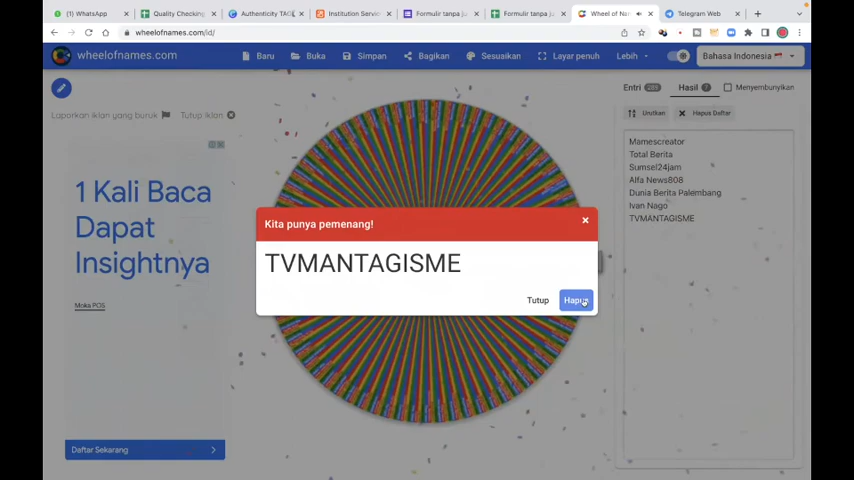 WhatsApp
Quality Checking
Authenticity TAC
Institution Servic
Formulir tanpa ju
Formulir tanpa ju
Wheel of Na
Telegram Web
wheelofnames.com/id/
wheelofnames.com
Baru
Buka
Simpan
Bagikan
Sesuaikan
Layar penuh
Lebih
Bahasa Indonesia
Entri
Hasil 7
Menyembunyikan
Laporkan iklan yang buruk
Tutup Iklan
Urutkan
Hapus Daftar
1 Kali Baca
Dapat
Insightnya
Moka POS
Daftar Sekarang
Kita punya pemenang!
TVMANTAGISME
Tutup
Hapus
Mamescreator
Total Berita
Sumsel24jam
Alfa News808
Dunia Berita Palembang
Ivan Nago
TVMANTAGISME